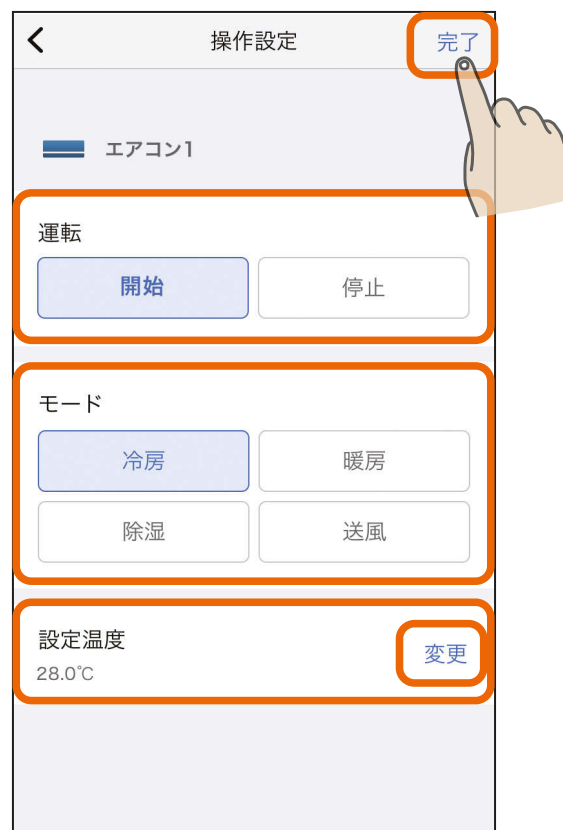 操作設定 完了
エアコン1
運転
開始 停止
モード
冷房 暖房
除湿 送風
設定温度
変更
28.0℃